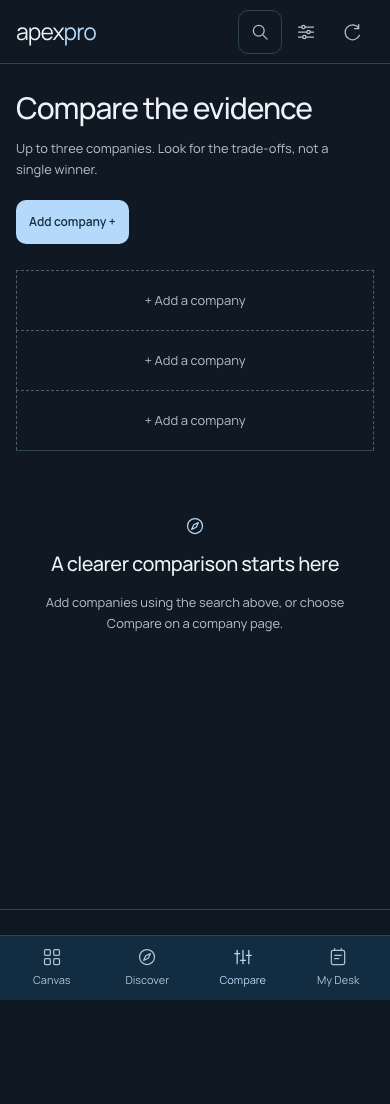 apexpro
Compare the evidence
Up to three companies. Look for the trade-offs, not a
single winner.
Add company +
+ Add a company
+ Add a company
+ Add a company
A clearer comparison starts here
Add companies using the search above, or choose
Compare on a company page.
Canvas Discover Compare My Desk